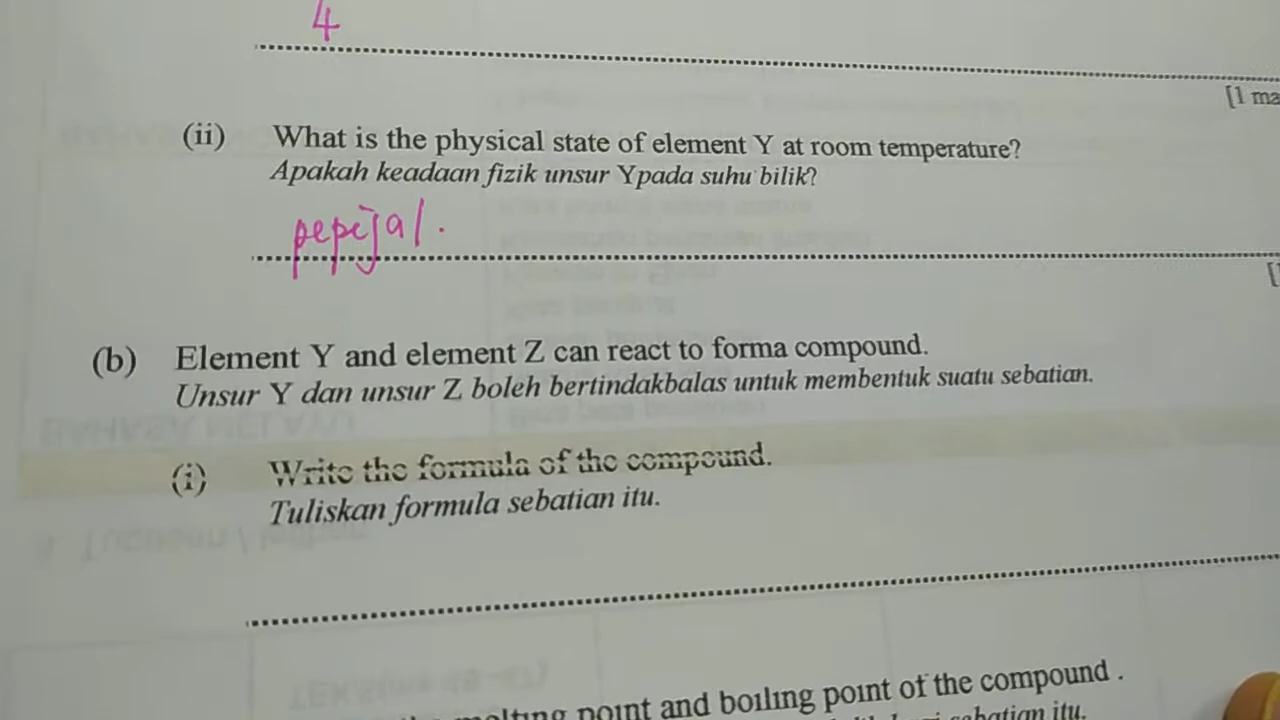 4
[1 ma
(ii) What is the physical state of element Y at room temperature?
Apakah keadaan fizik unsur Ypada suhu bilik?
pepejal.
(b) Element Y and element Z can react to forma compound.
Unsur Y dan unsur Z boleh bertindakbalas untuk membentuk suatu sebatian.
(i) Write the formula of the compound.
Tuliskan formula sebatian itu.
melting point and boiling point of the compound .
sebatian itu.